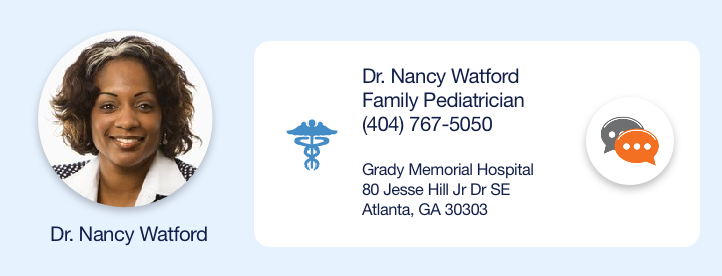 Dr. Nancy Watford
Dr. Nancy Watford
Family Pediatrician
(404) 767-5050
Grady Memorial Hospital
80 Jesse Hill Jr Dr SE
Atlanta, GA 30303